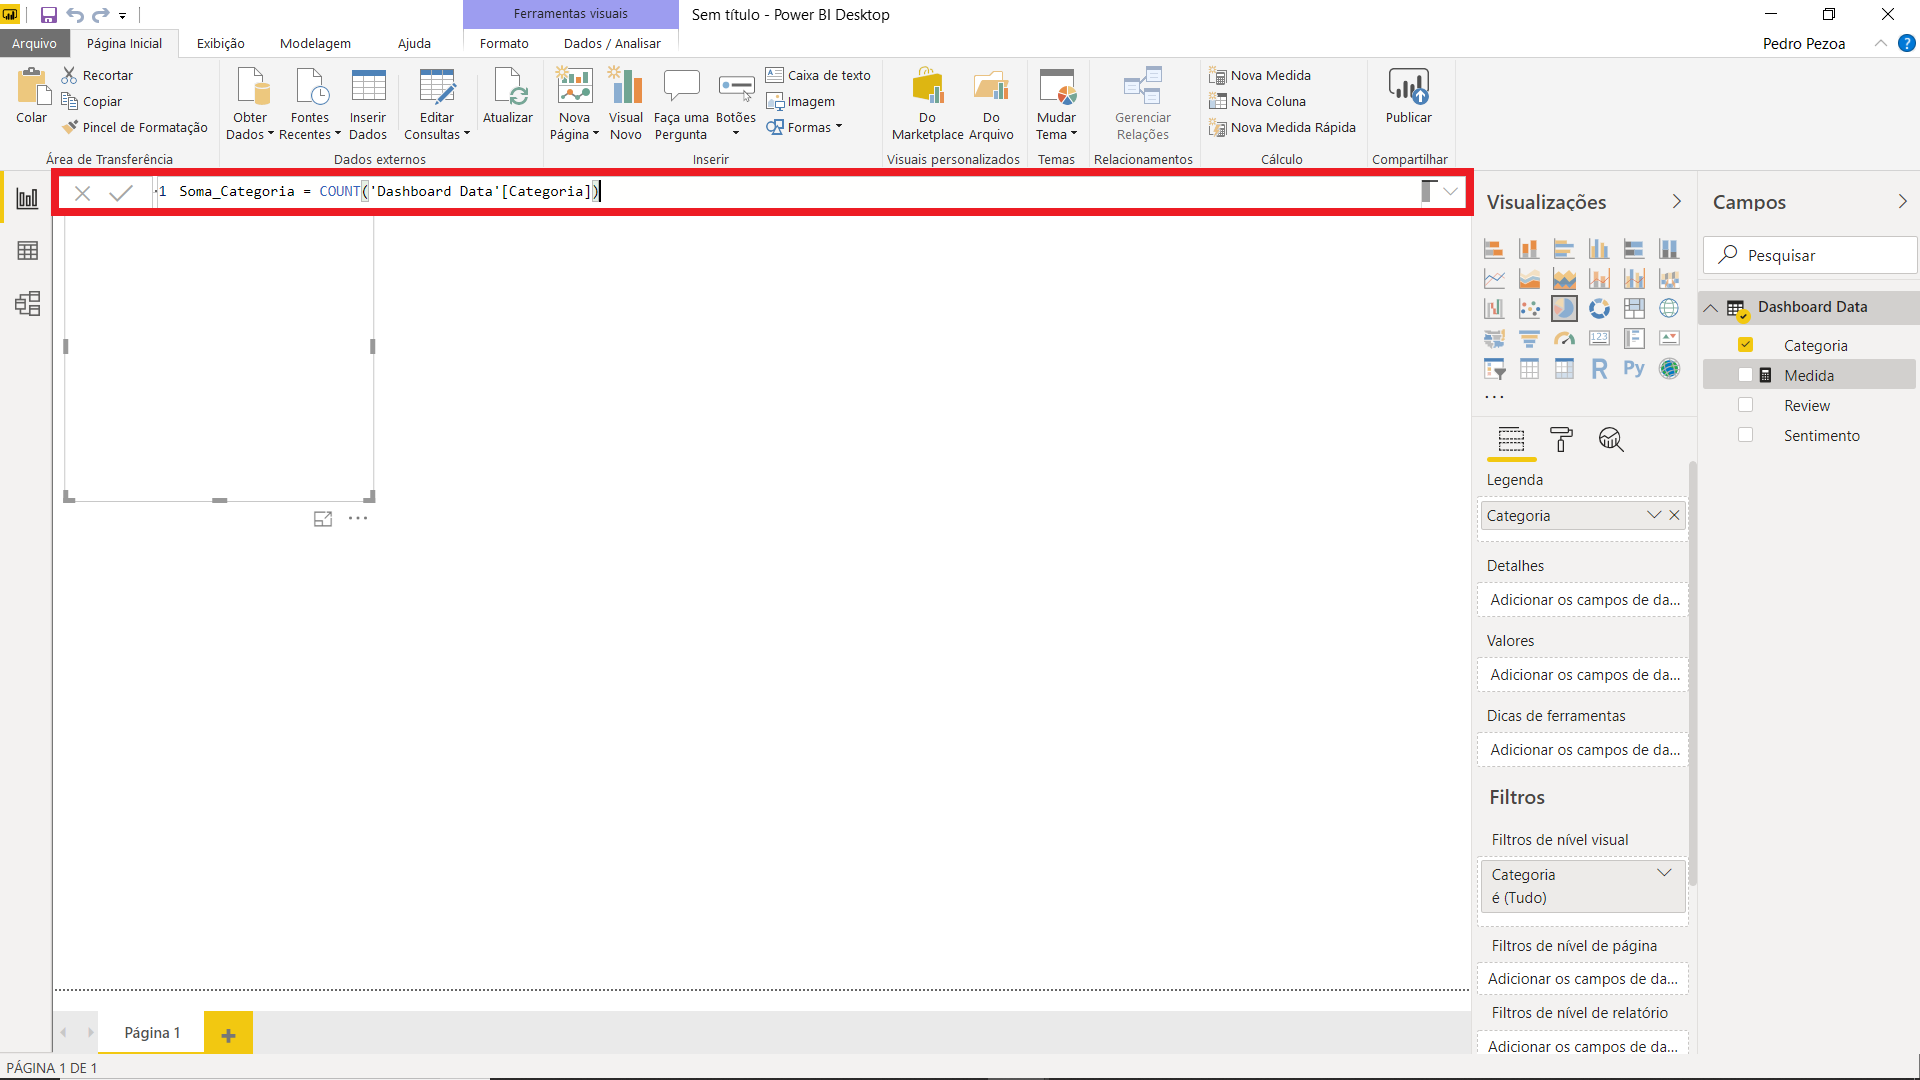 Ferramentas visuais
Sem título - Power BI Desktop
Arquivo
Página Inicial
Exibição
Modelagem
Ajuda
Formato
Dados / Analisar
Pedro Pezoa
?
Colar
Recortar
Copiar
Pincel de Formatação
Área de Transferência
Obter
Dados
Fontes
Recentes
Inserir
Dados
Editar
Consultas
Atualizar
Dados externos
Nova
Página
Visual
Novo
Faça uma
Pergunta
Botões
Caixa de texto
Imagem
Formas
Inserir
Do
Marketplace
Do
Arquivo
Visuais personalizados
Mudar
Tema
Temas
Gerenciar
Relações
Relacionamentos
Nova Medida
Nova Coluna
Nova Medida Rápida
Cálculo
Publicar
Compartilhar
1 Soma_Categoria = COUNT('Dashboard Data'[Categoria])
Visualizações
123
R
Py
...
Legenda
Categoria
Detalhes
Adicionar os campos de da...
Valores
Adicionar os campos de da...
Dicas de ferramentas
Adicionar os campos de da...
Filtros
Filtros de nível visual
Categoria
é (Tudo)
Filtros de nível de página
Adicionar os campos de da...
Filtros de nível de relatório
Adicionar os campos de da...
Campos
Pesquisar
Dashboard Data
Categoria
Medida
Review
Sentimento
Página 1
+
PÁGINA 1 DE 1